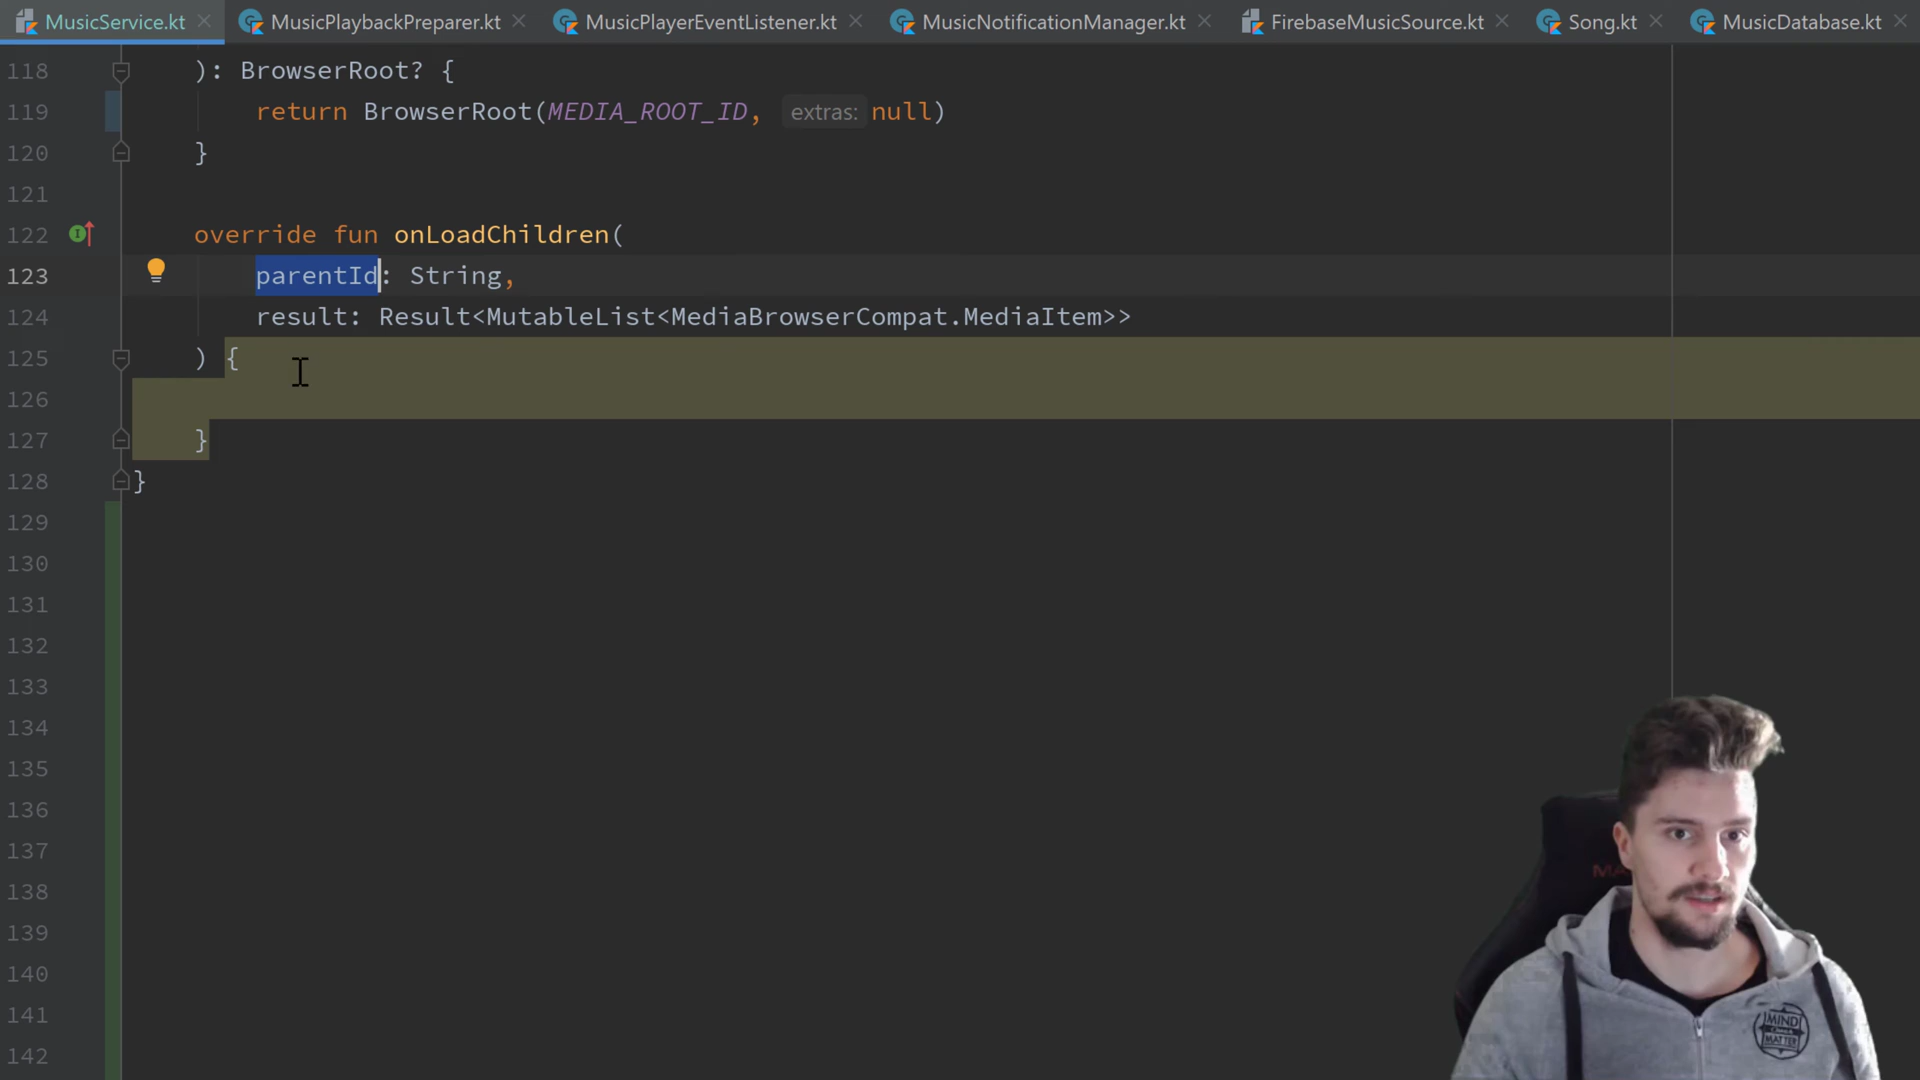 MusicService.kt MusicPlaybackPreparer.kt MusicPlayerEventListener.kt MusicNotificationManager.kt FirebaseMusicSource.kt Song.kt MusicDatabase.kt
118 ): BrowserRoot? {
119 return BrowserRoot(MEDIA_ROOT_ID, extras: null)
120 }
121
122 override fun onLoadChildren(
123 parentId: String,
124 result: Result<MutableList<MediaBrowserCompat.MediaItem>>
125 ) {
126
127 }
128 }
129
130
131
132
133
134
135
136
137
138
139
140
141
142
MIND
MATTER